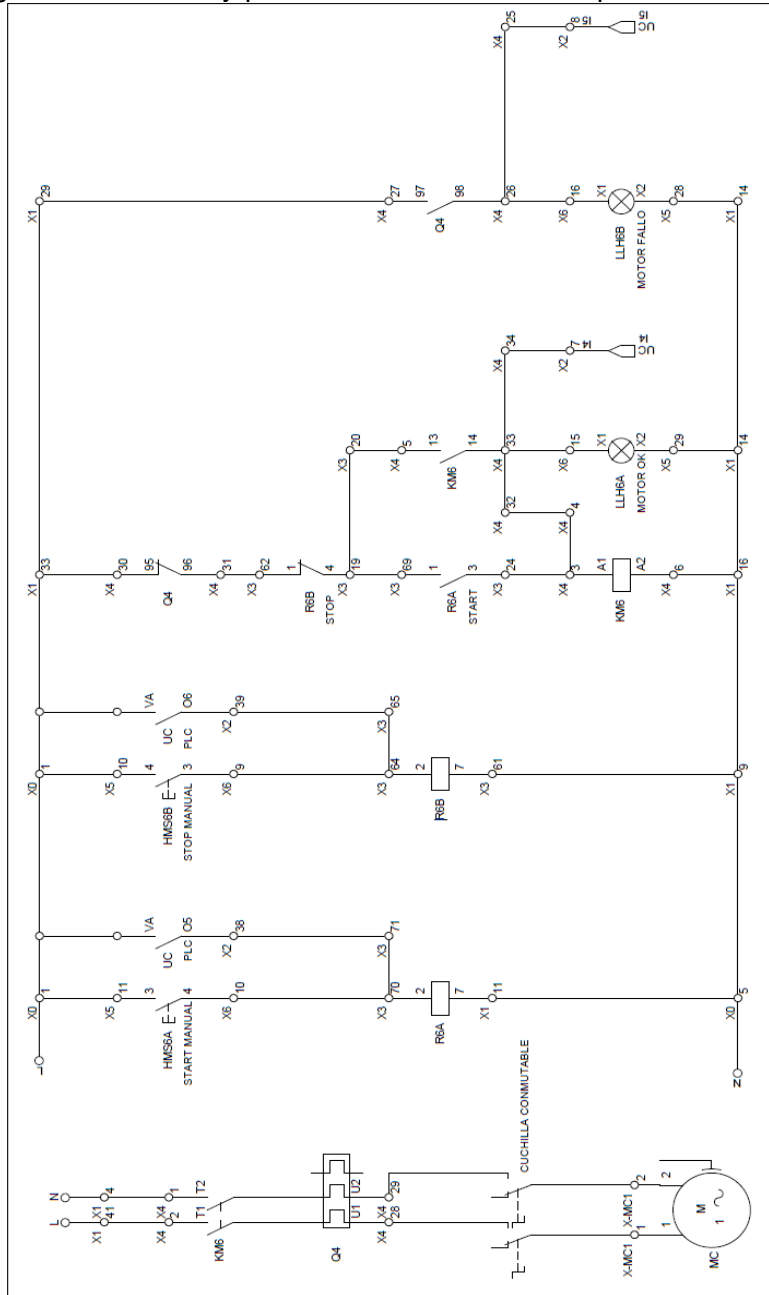 L
N
X1
41
4
X4
2
1
T1
T2
KM6
Q4
U1
U2
X4
28
29
CUCHILLA CONMUTABLE
X-MC1
1
X-MC1
2
1
2
M
1
MC
L
N
X0
1
X5
11
3
4
HMS6A
START MANUAL
X6
10
VA
UC
PLC
O5
X2
38
X3
70
X3
71
2
7
R6A
X1
11
X0
5
X0
1
X5
10
4
3
HMS6B
STOP MANUAL
X6
9
VA
UC
PLC
O6
X2
39
X3
64
X3
65
2
7
R6B
X3
61
X1
9
X1
33
X4
30
95
96
Q4
X4
31
X3
62
1
4
R6B
STOP
X3
19
X3
69
1
3
R6A
START
X3
24
X4
3
A1
A2
KM6
X4
6
X1
16
X3
20
X4
5
13
14
KM6
X4
32
X4
4
X4
33
X6
15
X1
X2
LLH6A
MOTOR OK
X5
29
X1
14
X4
34
X2
7
I4
UC
X1
29
X4
27
97
98
Q4
X4
26
X6
16
X1
X2
LLH6B
MOTOR FALLO
X5
28
X1
14
X4
25
X2
8
I5
UC
I5